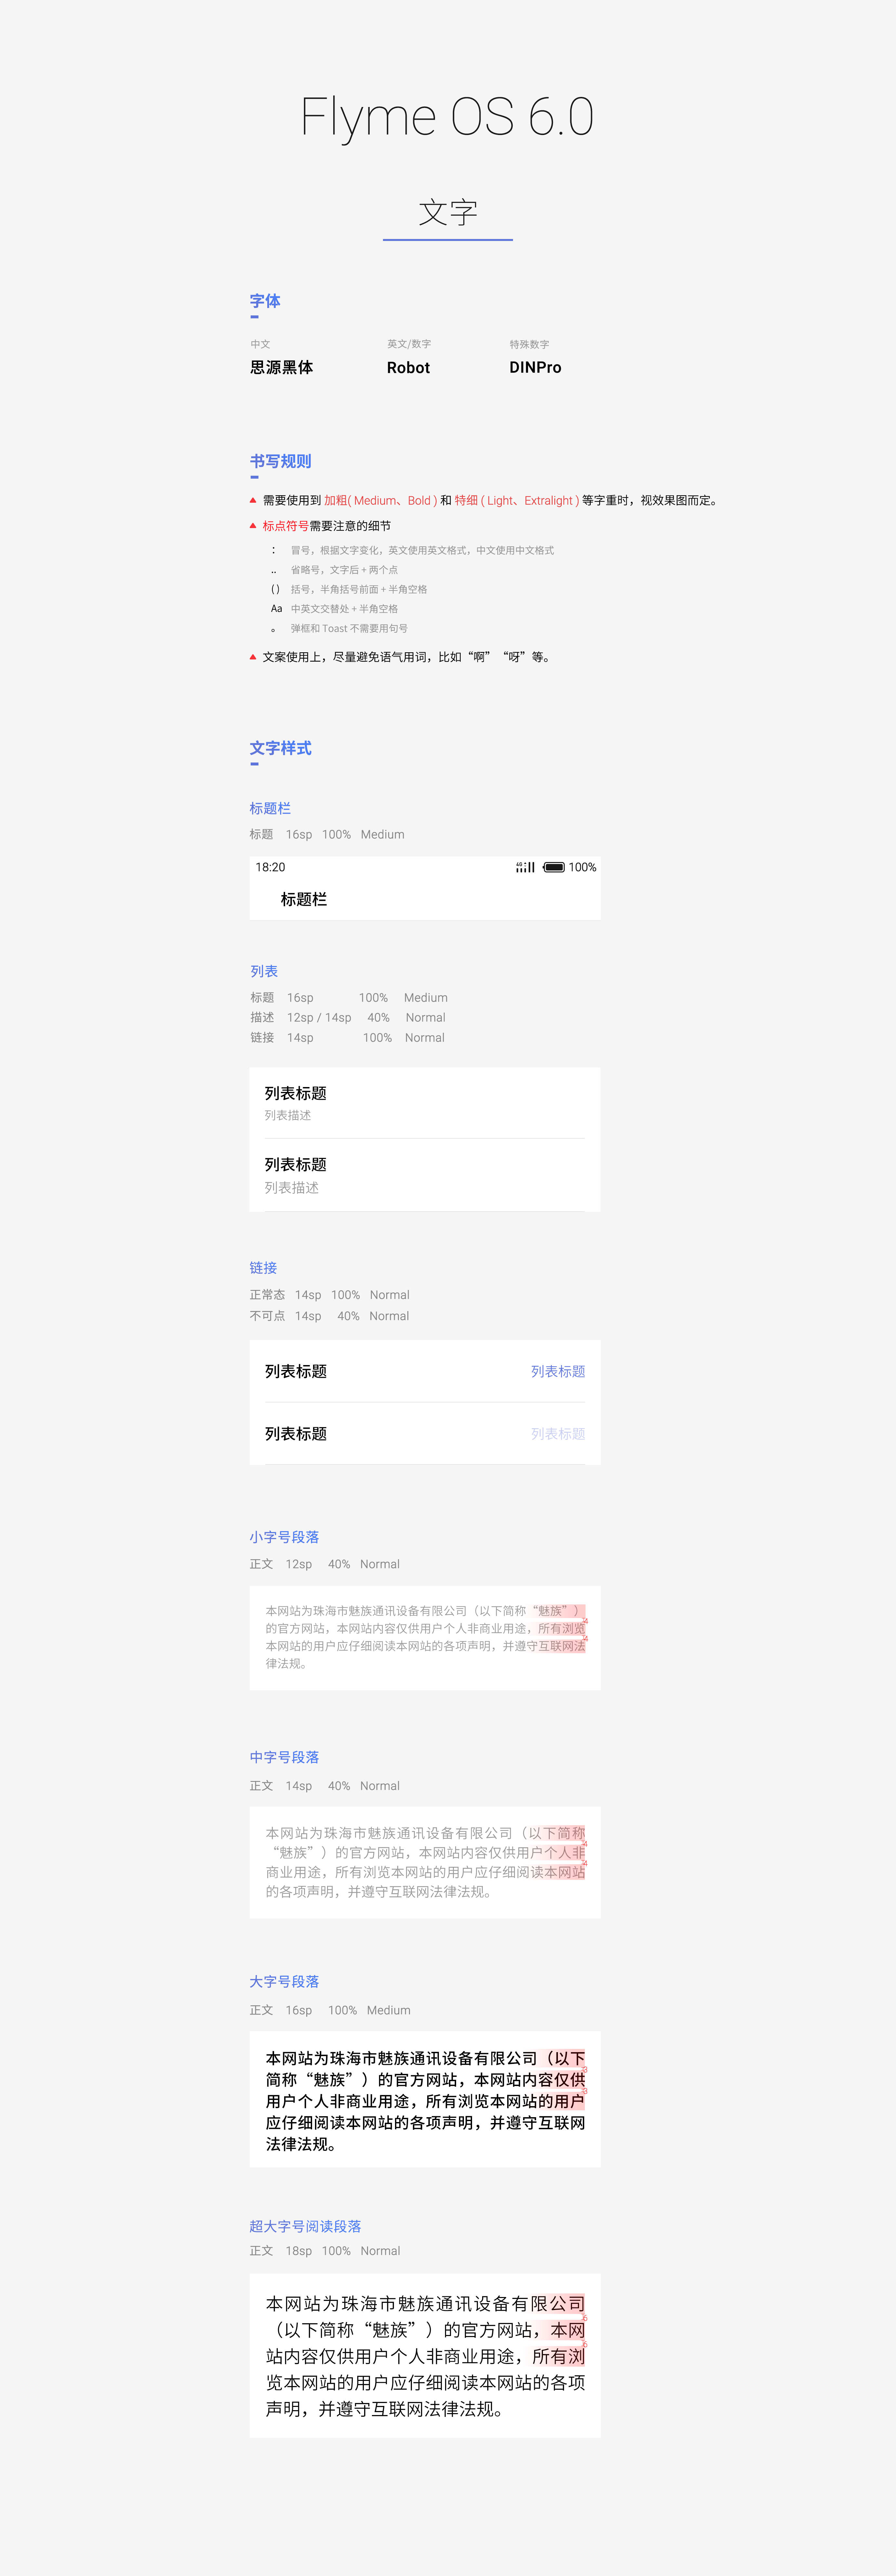 Flyme OS 6.0
文字
字体
中文 英文/数字 特殊数字
思源黑体 Robot DINPro
书写规则
需要使用到 加粗( Medium、Bold ) 和 特细 ( Light、Extralight ) 等字重时，视效果图而定。
标点符号需要注意的细节
： 冒号，根据文字变化，英文使用英文格式，中文使用中文格式
.. 省略号，文字后 + 两个点
( ) 括号，半角括号前面 + 半角空格
Aa 中英文交替处 + 半角空格
。 弹框和 Toast 不需要用句号
文案使用上，尽量避免语气用词，比如“啊”“呀”等。
文字样式
标题栏
标题 16sp 100% Medium
18:20 4G 100%
标题栏
列表
标题 16sp 100% Medium
描述 12sp / 14sp 40% Normal
链接 14sp 100% Normal
列表标题
列表描述
列表标题
列表描述
链接
正常态 14sp 100% Normal
不可点 14sp 40% Normal
列表标题 列表标题
列表标题 列表标题
小字号段落
正文 12sp 40% Normal
本网站为珠海市魅族通讯设备有限公司（以下简称“魅族”）
的官方网站，本网站内容仅供用户个人非商业用途，所有浏览
本网站的用户应仔细阅读本网站的各项声明，并遵守互联网法
律法规。
中字号段落
正文 14sp 40% Normal
本网站为珠海市魅族通讯设备有限公司（以下简称
“魅族”）的官方网站，本网站内容仅供用户个人非
商业用途，所有浏览本网站的用户应仔细阅读本网站
的各项声明，并遵守互联网法律法规。
大字号段落
正文 16sp 100% Medium
本网站为珠海市魅族通讯设备有限公司（以下
简称“魅族”）的官方网站，本网站内容仅供
用户个人非商业用途，所有浏览本网站的用户
应仔细阅读本网站的各项声明，并遵守互联网
法律法规。
超大字号阅读段落
正文 18sp 100% Normal
本网站为珠海市魅族通讯设备有限公司
（以下简称“魅族”）的官方网站，本网
站内容仅供用户个人非商业用途，所有浏
览本网站的用户应仔细阅读本网站的各项
声明，并遵守互联网法律法规。